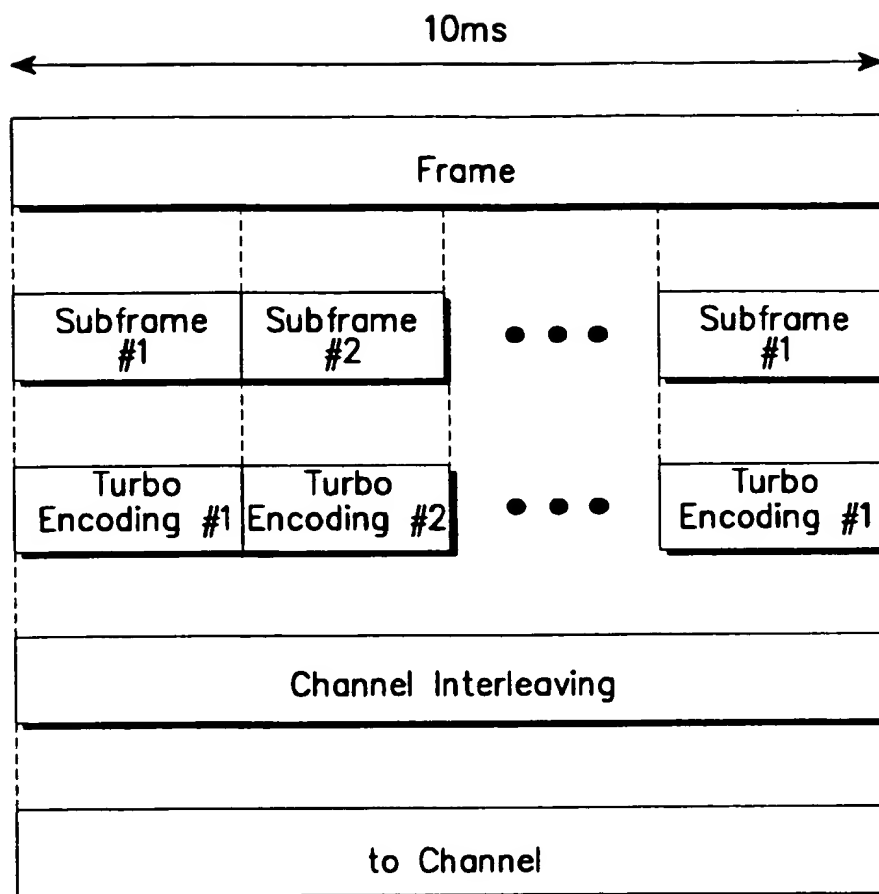 10ms
Frame
Subframe
#1
Subframe
#2
Subframe
#1
Turbo
Encoding #1
Turbo
Encoding #2
Turbo
Encoding #1
Channel Interleaving
to Channel